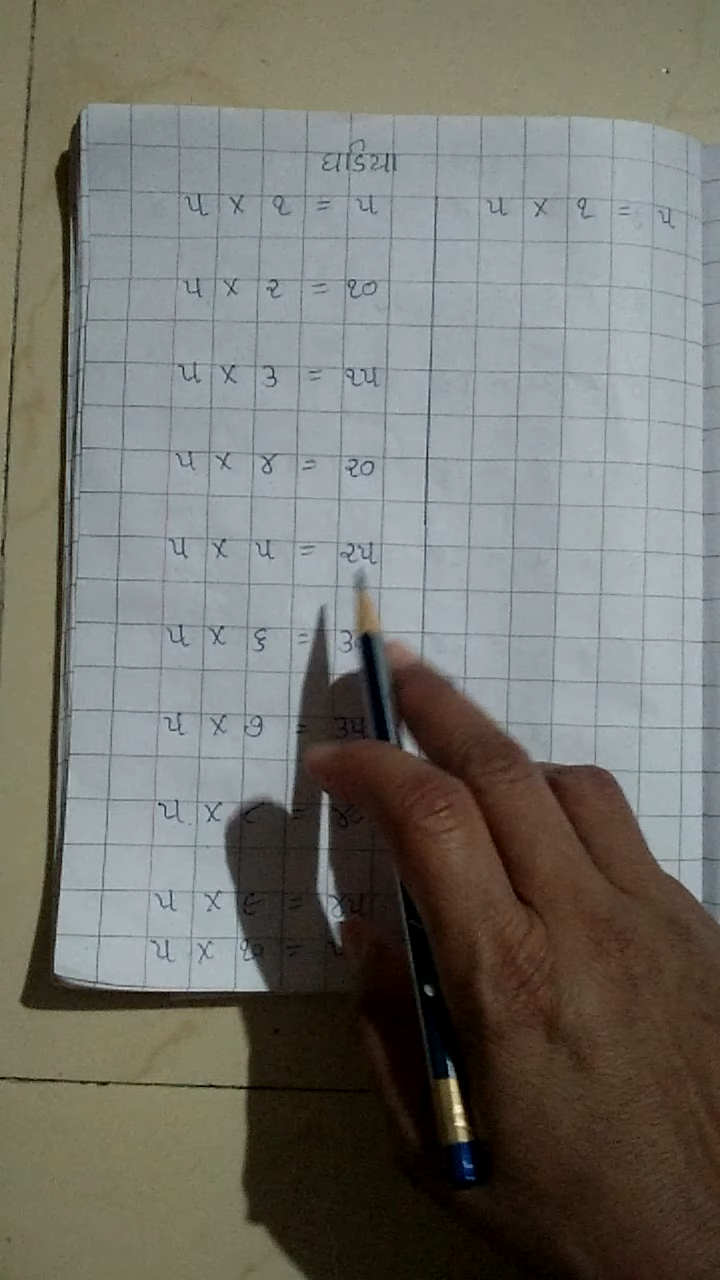 ઘડિયા
૫ × ૧ = ૫
૫ × ૨ = ૧૦
૫ × ૩ = ૧૫
૫ × ૪ = ૨૦
૫ × ૫ = ૨૫
૫ × ૬ =
૫ × ૭ = ૩૫
૫ × ૮ =
૫ × ૯ = ૪૫
૫ × ૧૦ =
૫ × ૧ = ૫